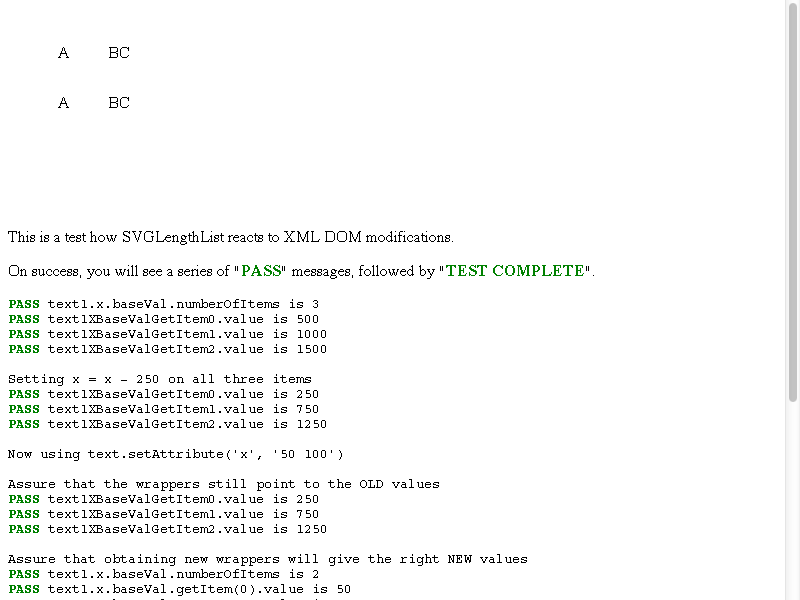 A BC
A BC
This is a test how SVGLengthList reacts to XML DOM modifications.
On success, you will see a series of "PASS" messages, followed by "TEST COMPLETE".
PASS text1.x.baseVal.numberOfItems is 3
PASS text1XBaseValGetItem0.value is 500
PASS text1XBaseValGetItem1.value is 1000
PASS text1XBaseValGetItem2.value is 1500
Setting x = x - 250 on all three items
PASS text1XBaseValGetItem0.value is 250
PASS text1XBaseValGetItem1.value is 750
PASS text1XBaseValGetItem2.value is 1250
Now using text.setAttribute('x', '50 100')
Assure that the wrappers still point to the OLD values
PASS text1XBaseValGetItem0.value is 250
PASS text1XBaseValGetItem1.value is 750
PASS text1XBaseValGetItem2.value is 1250
Assure that obtaining new wrappers will give the right NEW values
PASS text1.x.baseVal.numberOfItems is 2
PASS text1.x.baseVal.getItem(0).value is 50